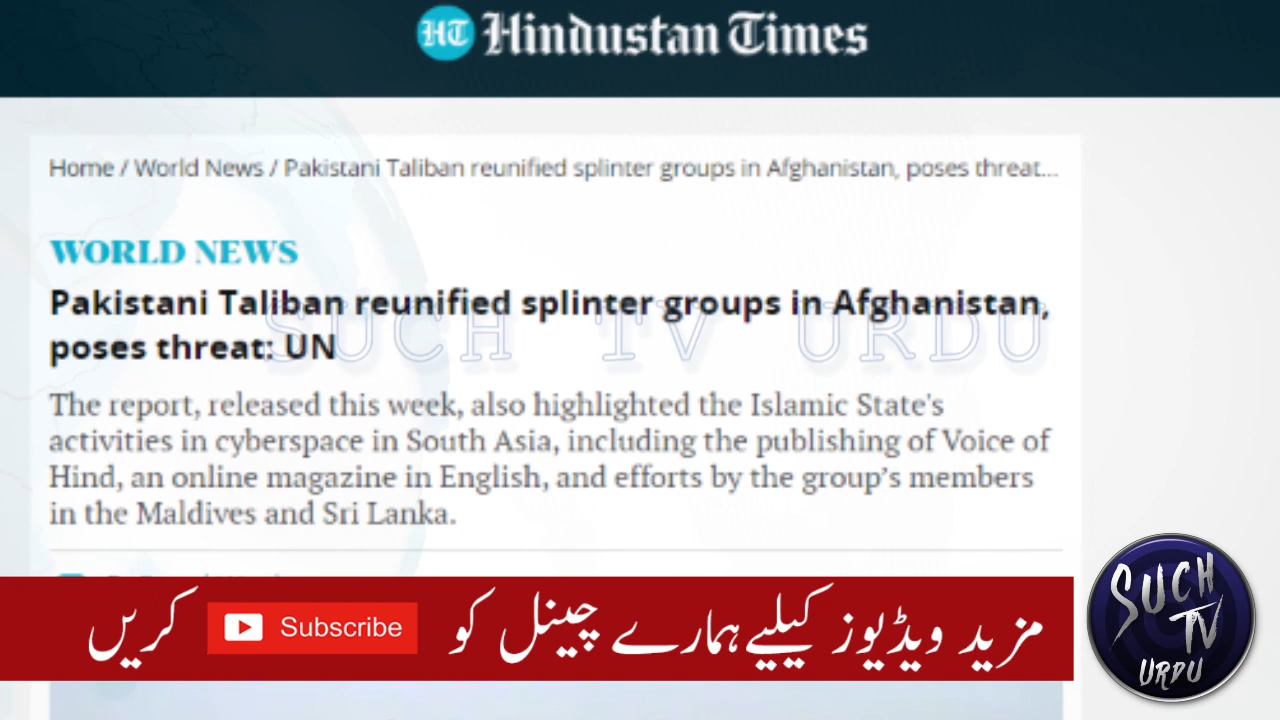 HT Hindustan Times
Home / World News / Pakistani Taliban reunified splinter groups in Afghanistan, poses threat...
WORLD NEWS
Pakistani Taliban reunified splinter groups in Afghanistan,
poses threat: UN
SUCH TV URDU
The report, released this week, also highlighted the Islamic State's
activities in cyberspace in South Asia, including the publishing of Voice of
Hind, an online magazine in English, and efforts by the group’s members
in the Maldives and Sri Lanka.
مزید ویڈیوز کیلیے ہمارے چینل کو Subscribe کریں
SUCH
TV
URDU